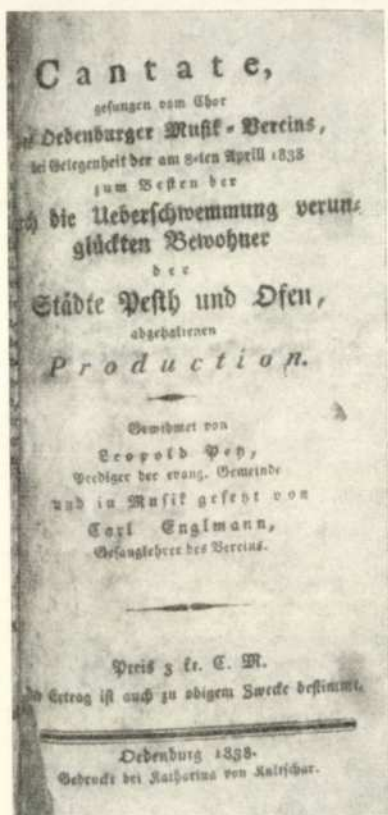 Cantate,
gesungen vom Chor
Oedenburger Musik-Vereins,
bei Gelegenheit der am 8-ten Aprill 1838
zum Besten der
die Ueberschwemmung verun-
glückten Bewohner
der
Städte Pesth und Ofen,
abgehaltenen
Production.
Gewidmet von
Leopold Petz,
Prediger der evang. Gemeinde
und in Musik gesetzt von
Carl Englmann,
Gesanglehrer des Vereins.
Preis 3 kr. C. M.
Ertrag ist auch zu obigem Zwecke bestimmt.
Oedenburg 1838.
Gedruckt bei Katharina von Kultschar.